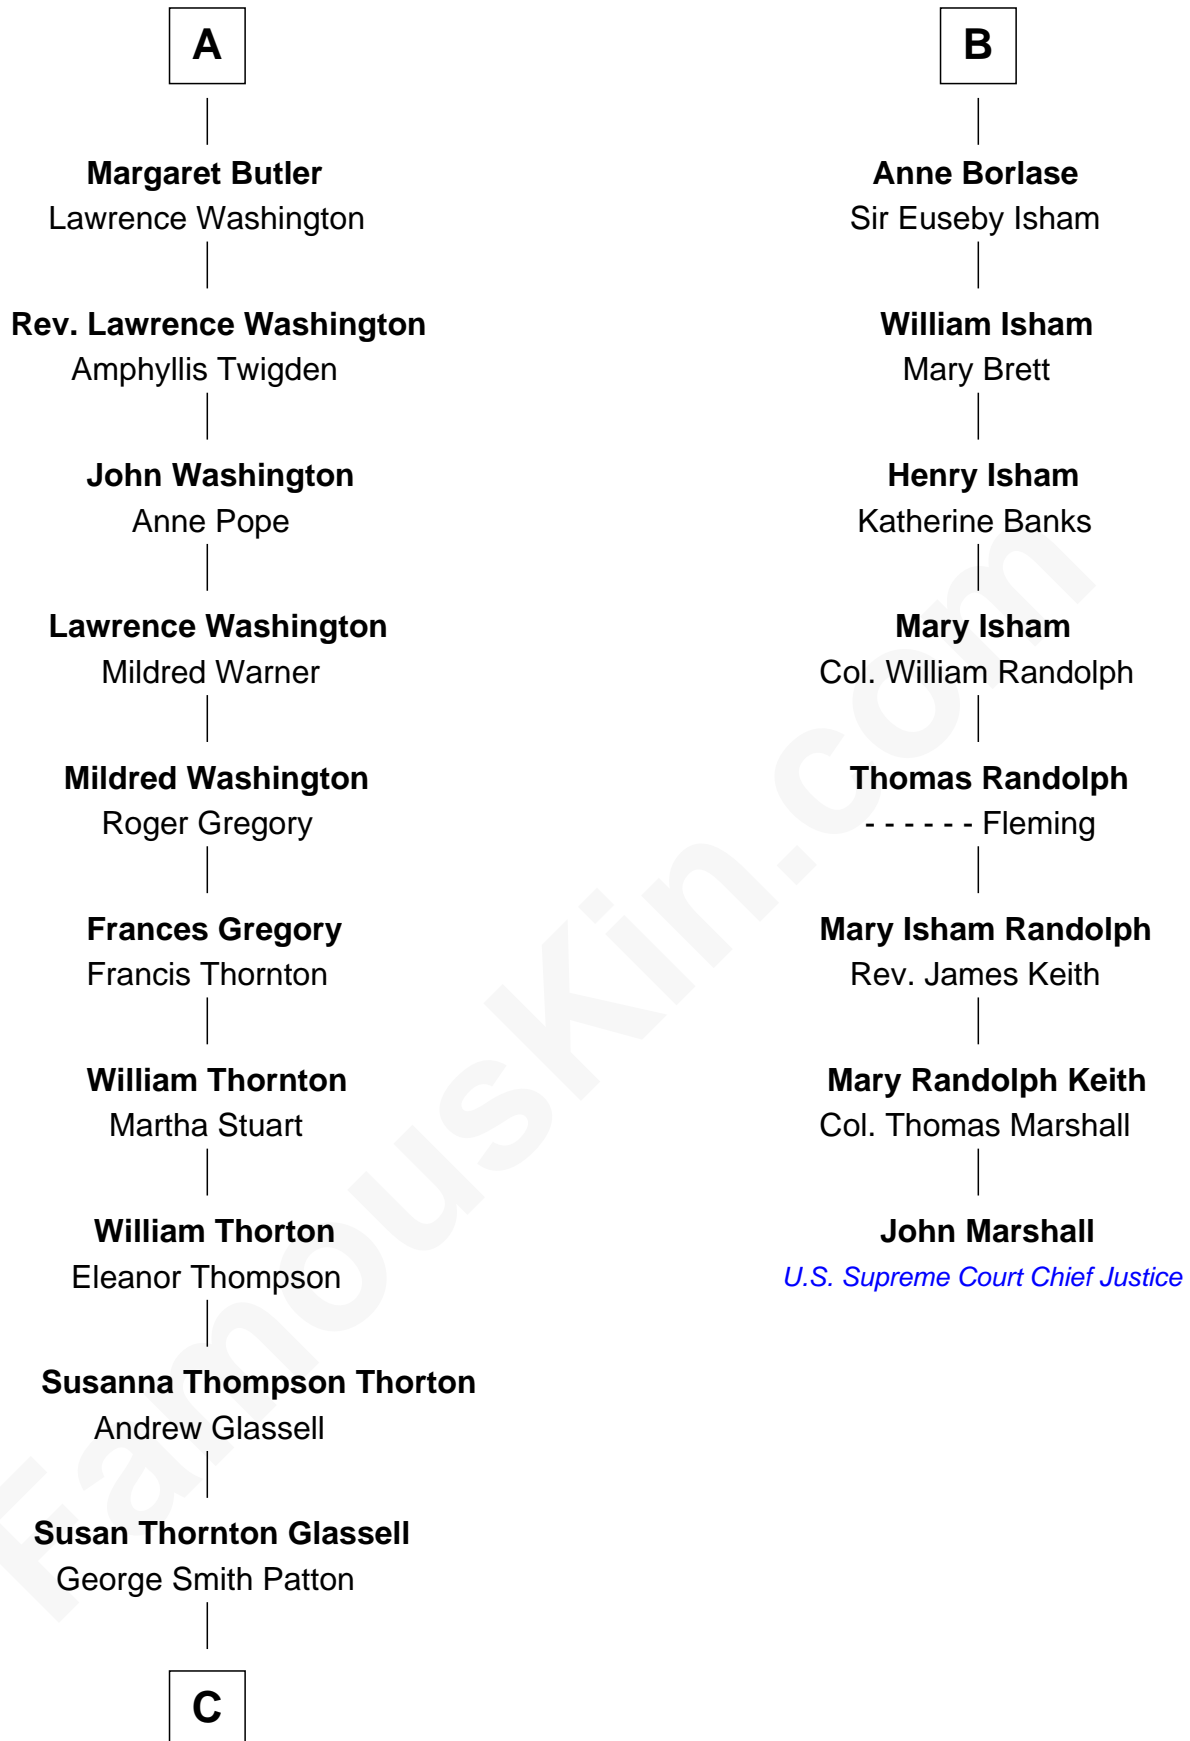 A
Margaret Butler
Lawrence Washington
Rev. Lawrence Washington
Amphyllis Twigden
John Washington
Anne Pope
Lawrence Washington
Mildred Warner
Mildred Washington
Roger Gregory
Frances Gregory
Francis Thornton
William Thornton
Martha Stuart
William Thorton
Eleanor Thompson
Susanna Thompson Thorton
Andrew Glassell
Susan Thornton Glassell
George Smith Patton
C
B
Anne Borlase
Sir Euseby Isham
William Isham
Mary Brett
Henry Isham
Katherine Banks
Mary Isham
Col. William Randolph
Thomas Randolph
- - - - - - Fleming
Mary Isham Randolph
Rev. James Keith
Mary Randolph Keith
Col. Thomas Marshall
John Marshall
U.S. Supreme Court Chief Justice
FamousKin.com